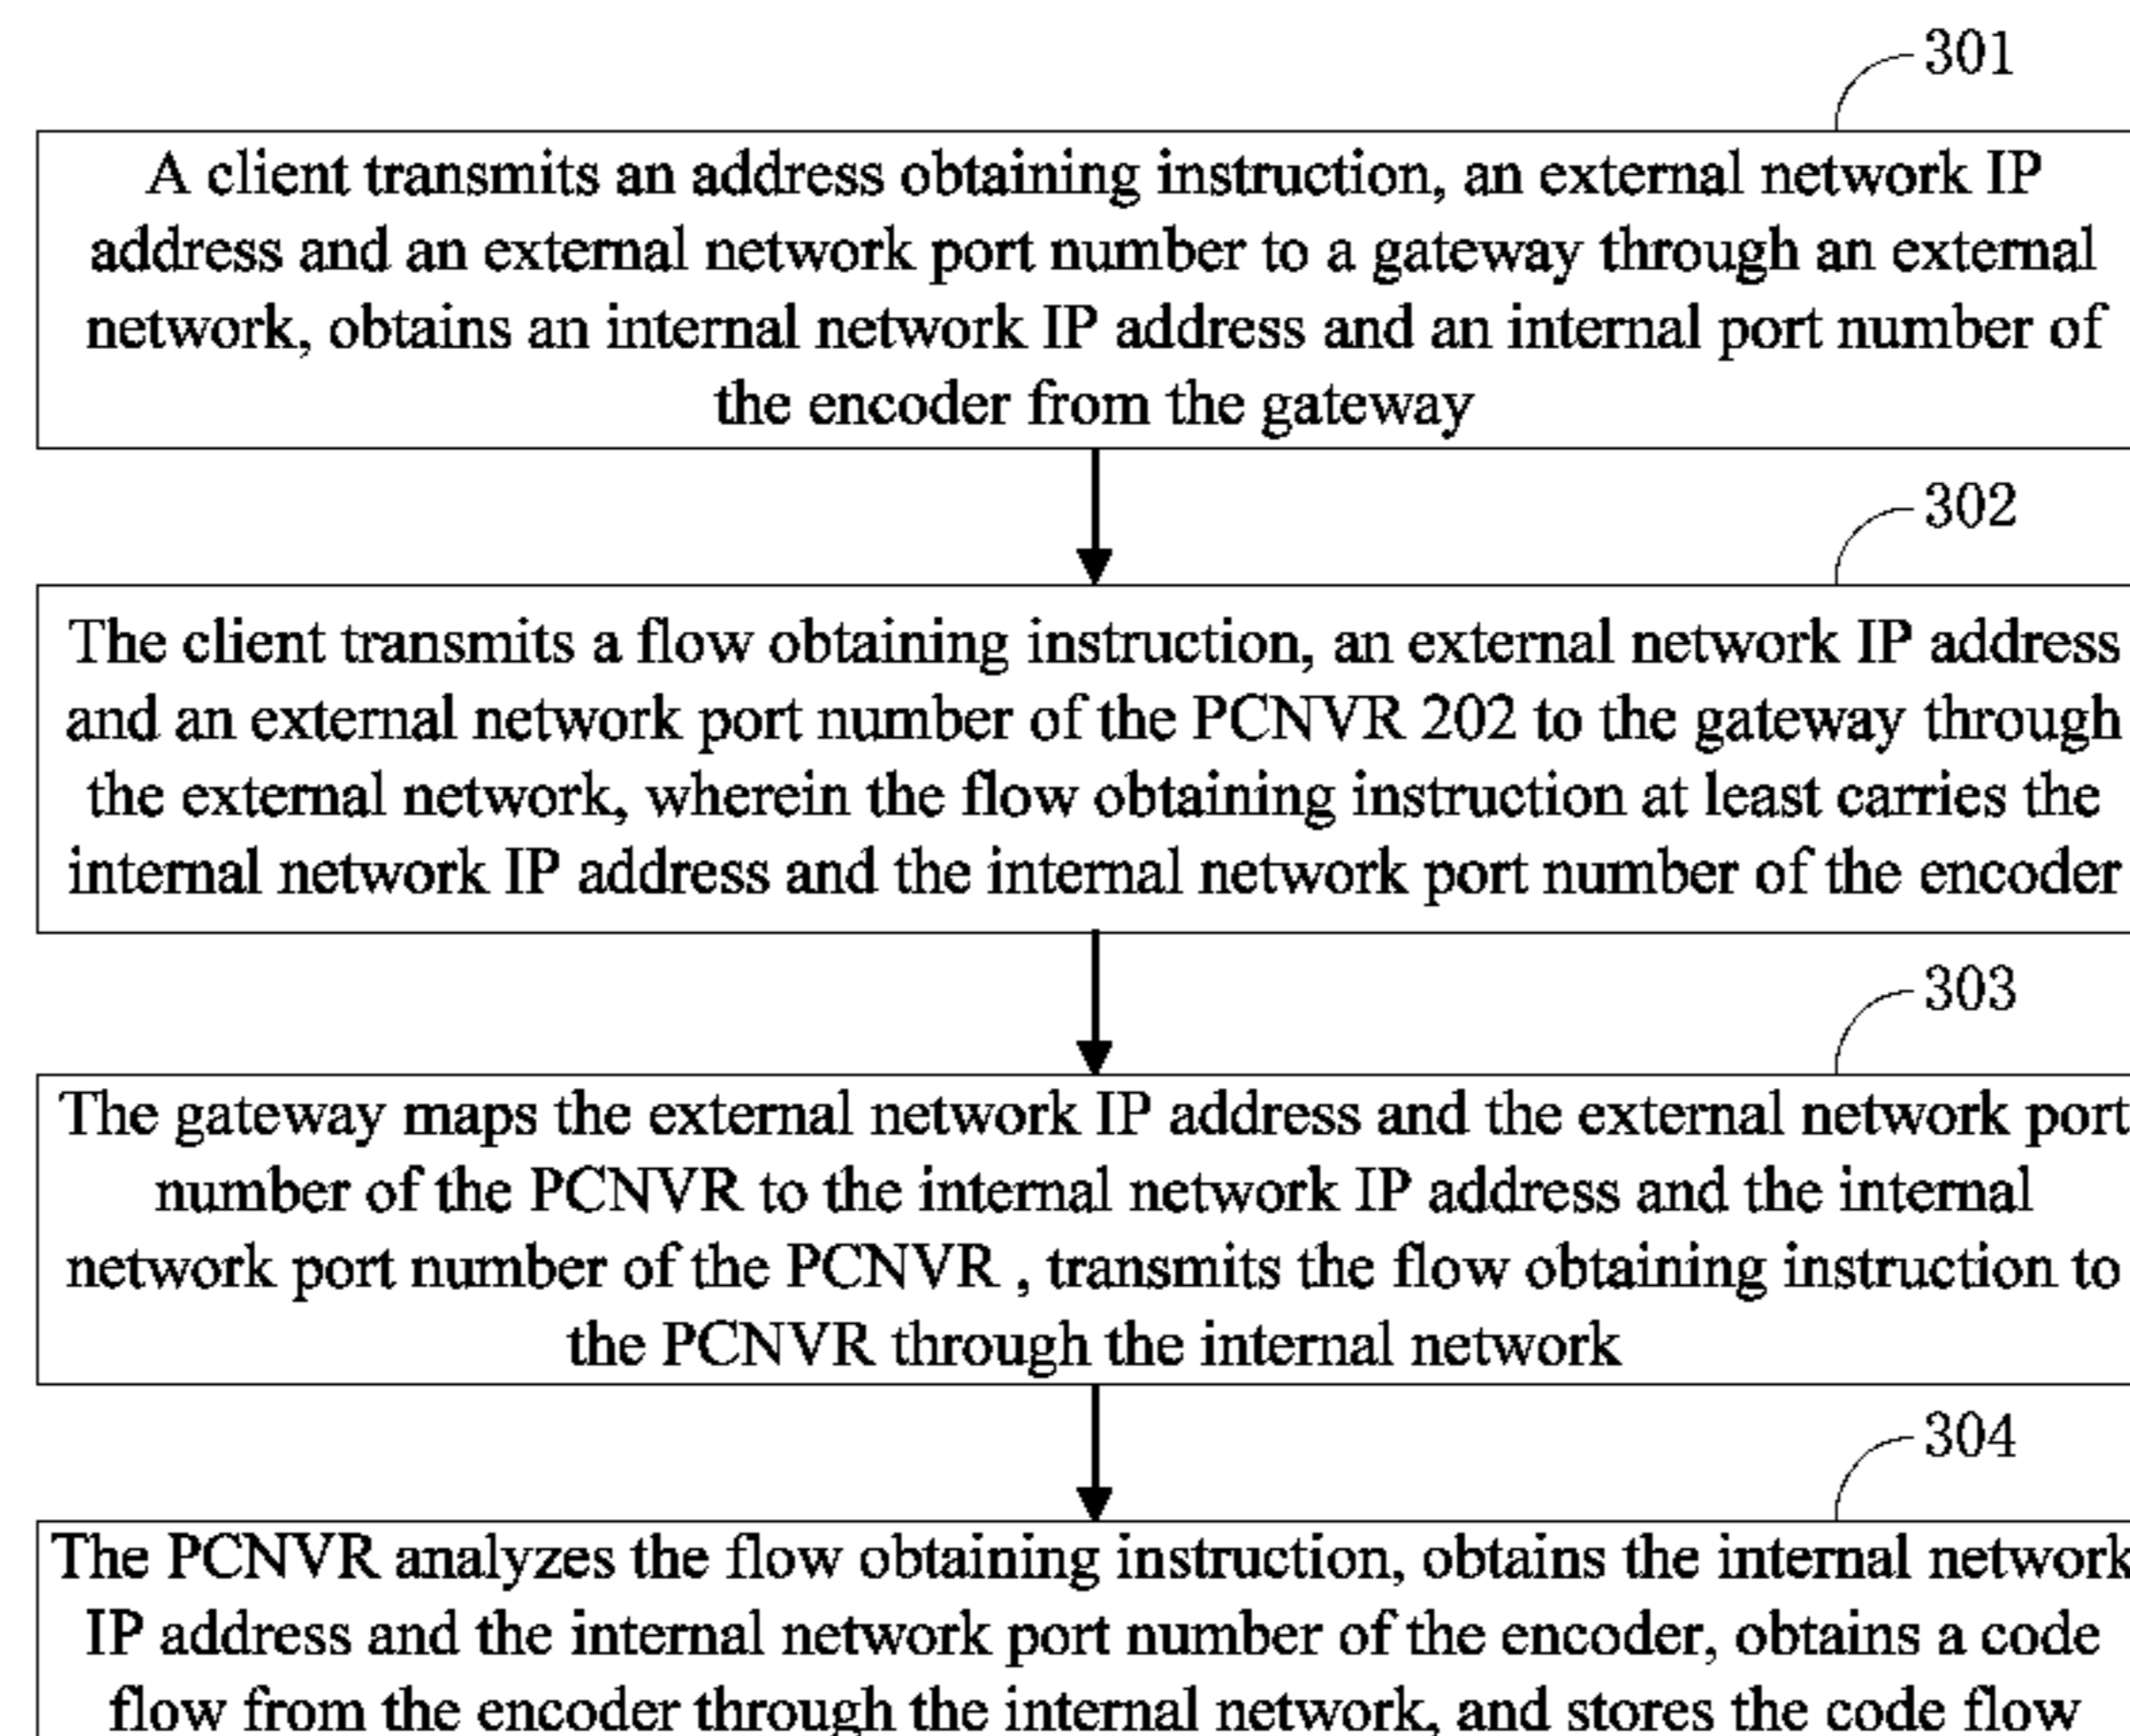 301
A client transmits an address obtaining instruction, an external network IP
address and an external network port number to a gateway through an external
network, obtains an internal network IP address and an internal port number of
the encoder from the gateway
302
The client transmits a flow obtaining instruction, an external network IP address
and an external network port number of the PCNVR 202 to the gateway through
the external network, wherein the flow obtaining instruction at least carries the
internal network IP address and the internal network port number of the encoder
303
The gateway maps the external network IP address and the external network port
number of the PCNVR to the internal network IP address and the internal
network port number of the PCNVR , transmits the flow obtaining instruction to
the PCNVR through the internal network
304
The PCNVR analyzes the flow obtaining instruction, obtains the internal network
IP address and the internal network port number of the encoder, obtains a code
flow from the encoder through the internal network, and stores the code flow